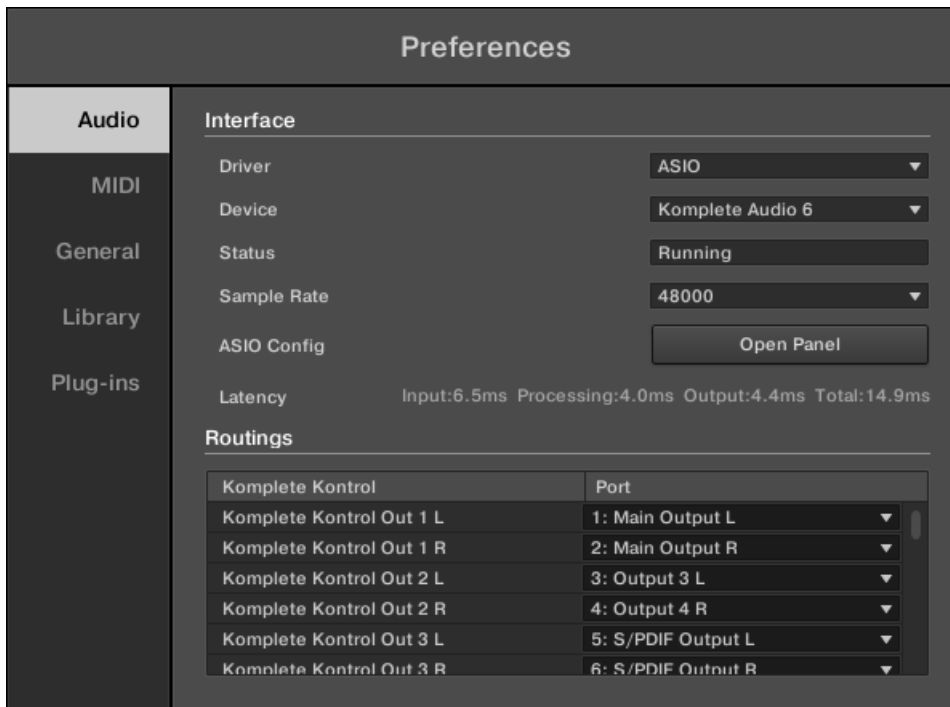 Preferences
Audio
MIDI
General
Library
Plug-ins
Interface
Driver ASIO
Device Komplete Audio 6
Status Running
Sample Rate 48000
ASIO Config Open Panel
Latency Input:6.5ms Processing:4.0ms Output:4.4ms Total:14.9ms
Routings
Komplete Kontrol Port
Komplete Kontrol Out 1 L 1: Main Output L
Komplete Kontrol Out 1 R 2: Main Output R
Komplete Kontrol Out 2 L 3: Output 3 L
Komplete Kontrol Out 2 R 4: Output 4 R
Komplete Kontrol Out 3 L 5: S/PDIF Output L
Komplete Kontrol Out 3 R 6: S/PDIF Output R